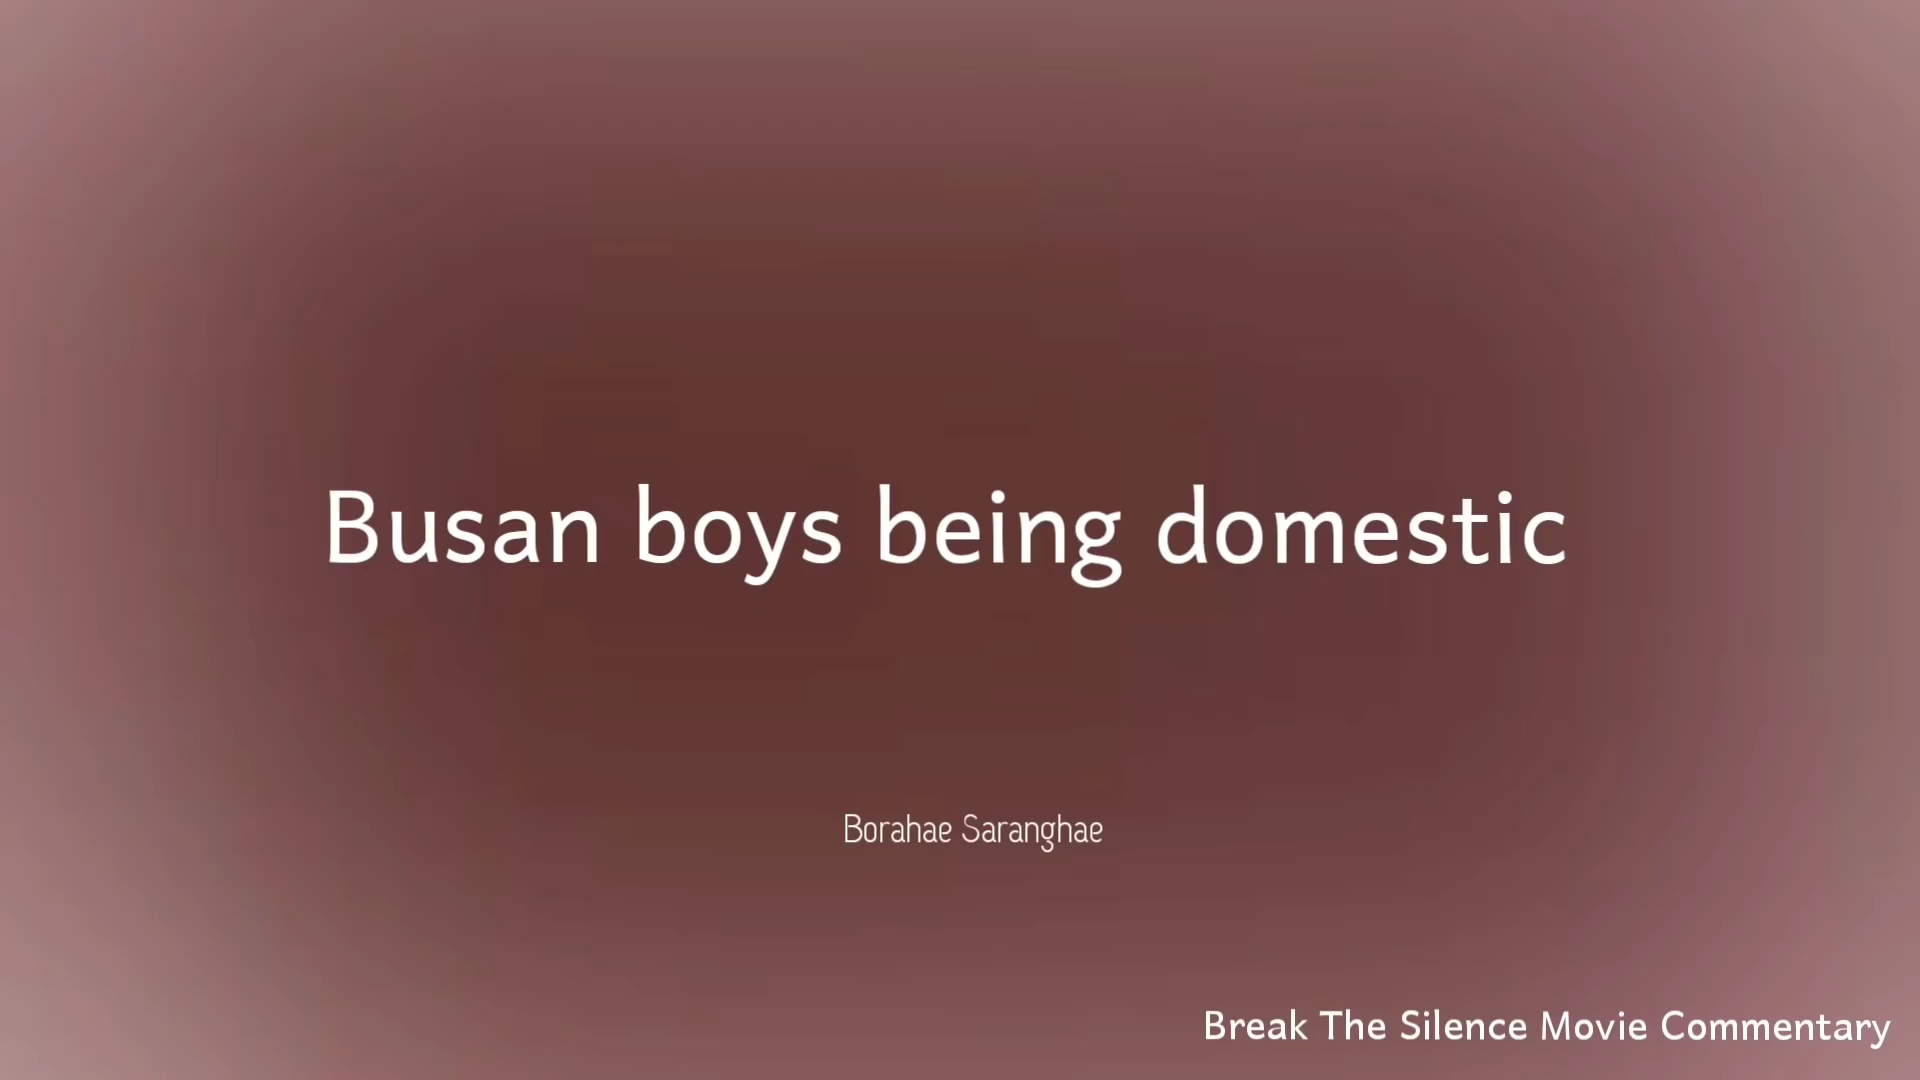 Busan boys being domestic
Borahae Saranghae
Break The Silence Movie Commentary